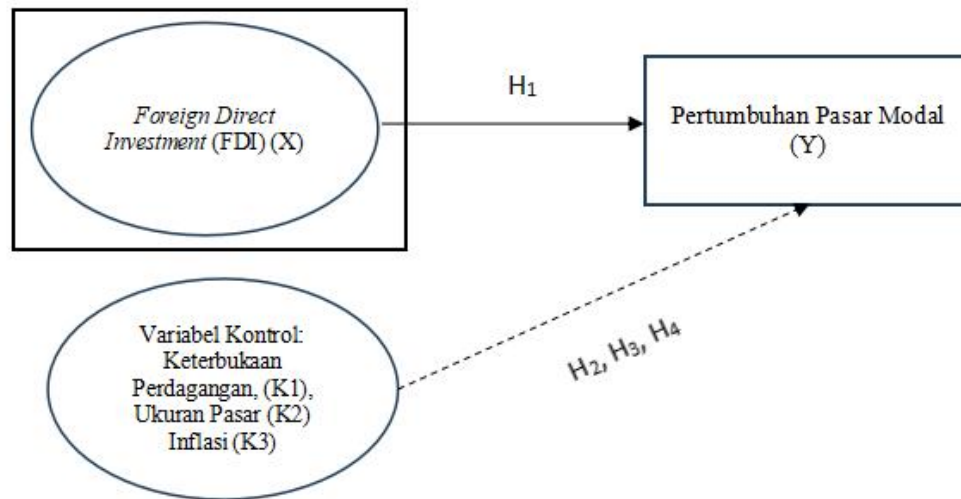 Foreign Direct
Investment (FDI) (X)
H₁
Pertumbuhan Pasar Modal
(Y)
Variabel Kontrol:
Keterbukaan
Perdagangan, (K1),
Ukuran Pasar (K2)
Inflasi (K3)
H₂, H₃, H₄